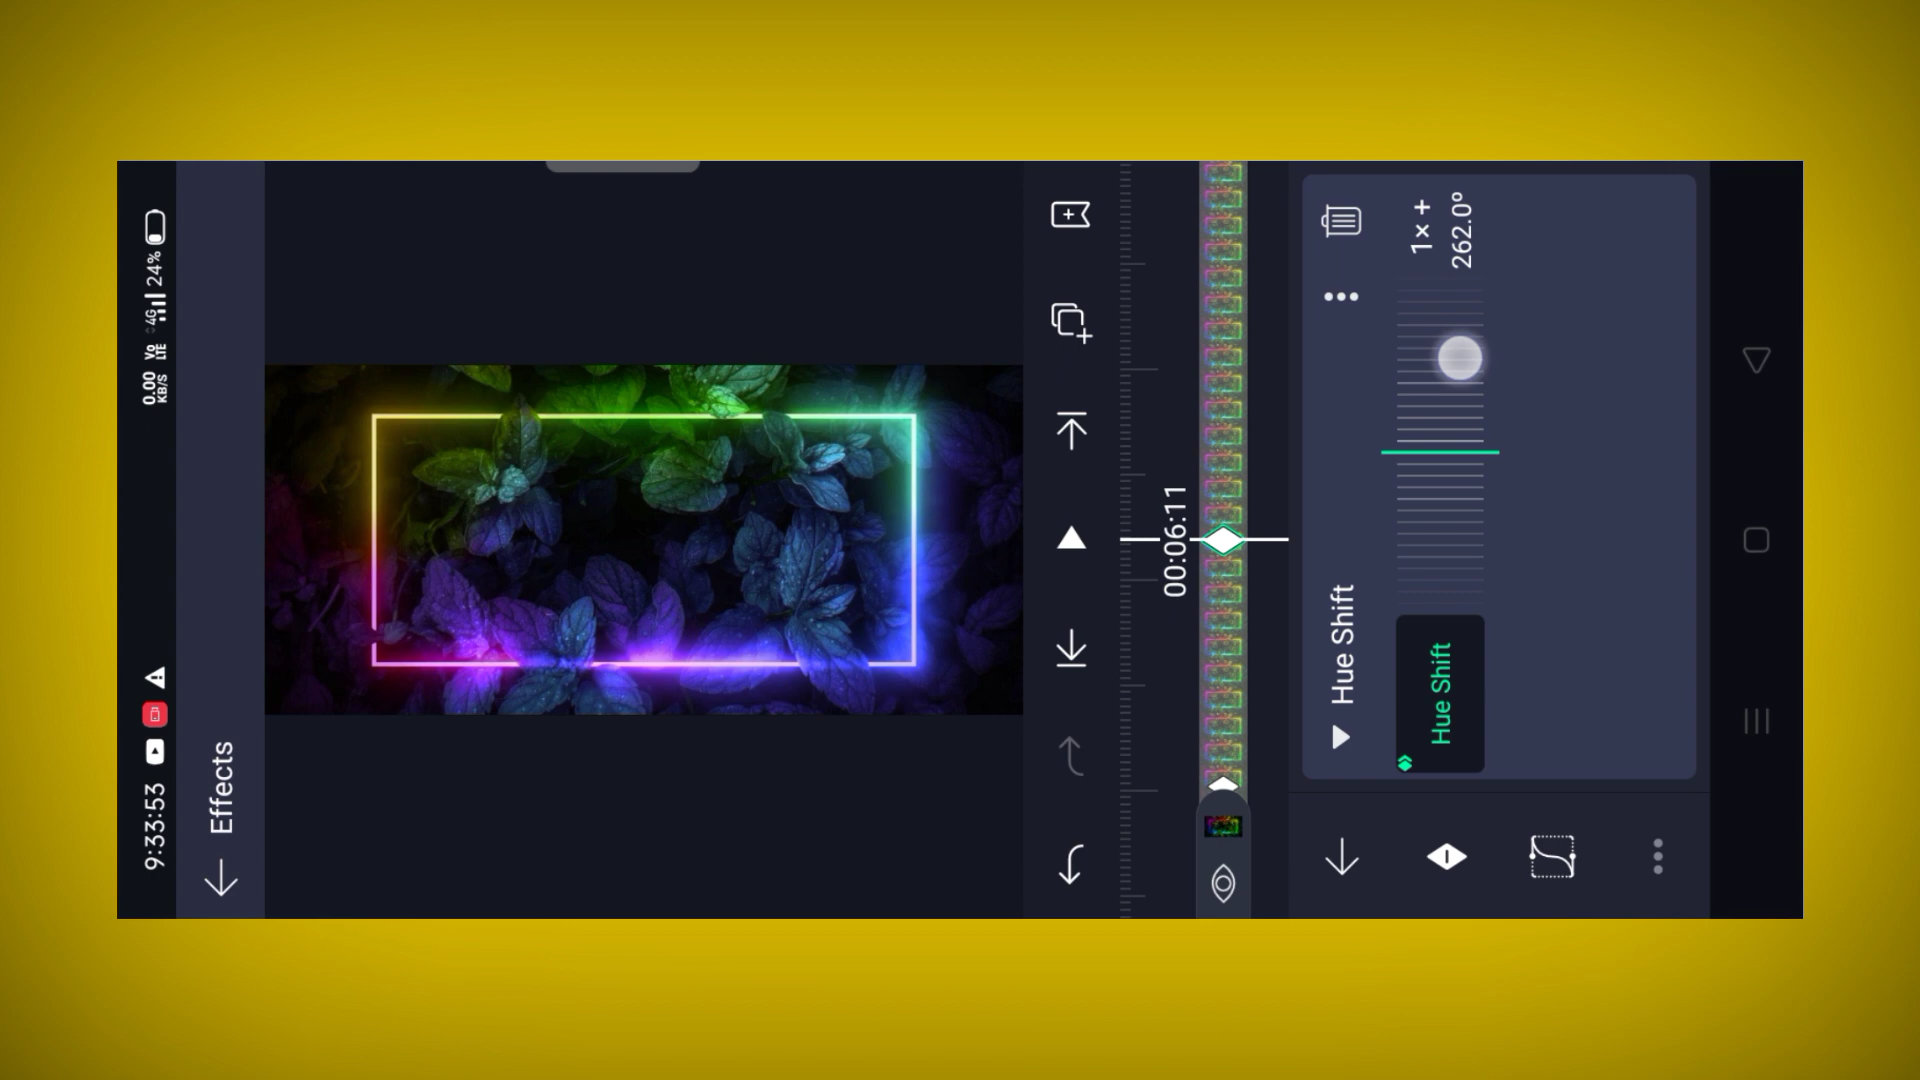 9:33:53
0.00
KB/S
Vo
LTE
4G
24%
Effects
00:06:11
Hue Shift
Hue Shift
1× +
262.0°